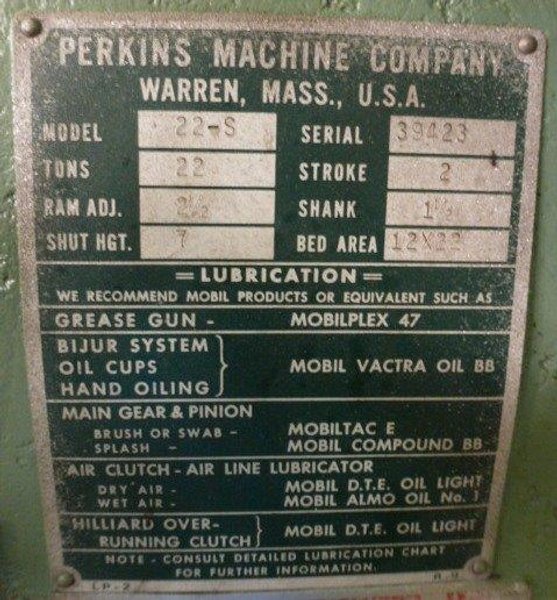 PERKINS MACHINE COMPANY
WARREN, MASS., U.S.A.
MODEL 22-S SERIAL 39423
TONS 22 STROKE 2
RAM ADJ. SHANK
SHUT HGT. 7 BED AREA 12X22
=LUBRICATION=
WE RECOMMEND MOBIL PRODUCTS OR EQUIVALENT SUCH AS
GREASE GUN - MOBILPLEX 47
BIJUR SYSTEM
OIL CUPS MOBIL VACTRA OIL BB
HAND OILING
MAIN GEAR & PINION
BRUSH OR SWAB - MOBILTAC E
SPLASH - MOBIL COMPOUND BB
AIR CLUTCH - AIR LINE LUBRICATOR
DRY AIR - MOBIL D.T.E. OIL LIGHT
WET AIR - MOBIL ALMO OIL No. 1
HILLIARD OVER-
RUNNING CLUTCH MOBIL D.T.E. OIL LIGHT
NOTE - CONSULT DETAILED LUBRICATION CHART
FOR FURTHER INFORMATION.
LP-2